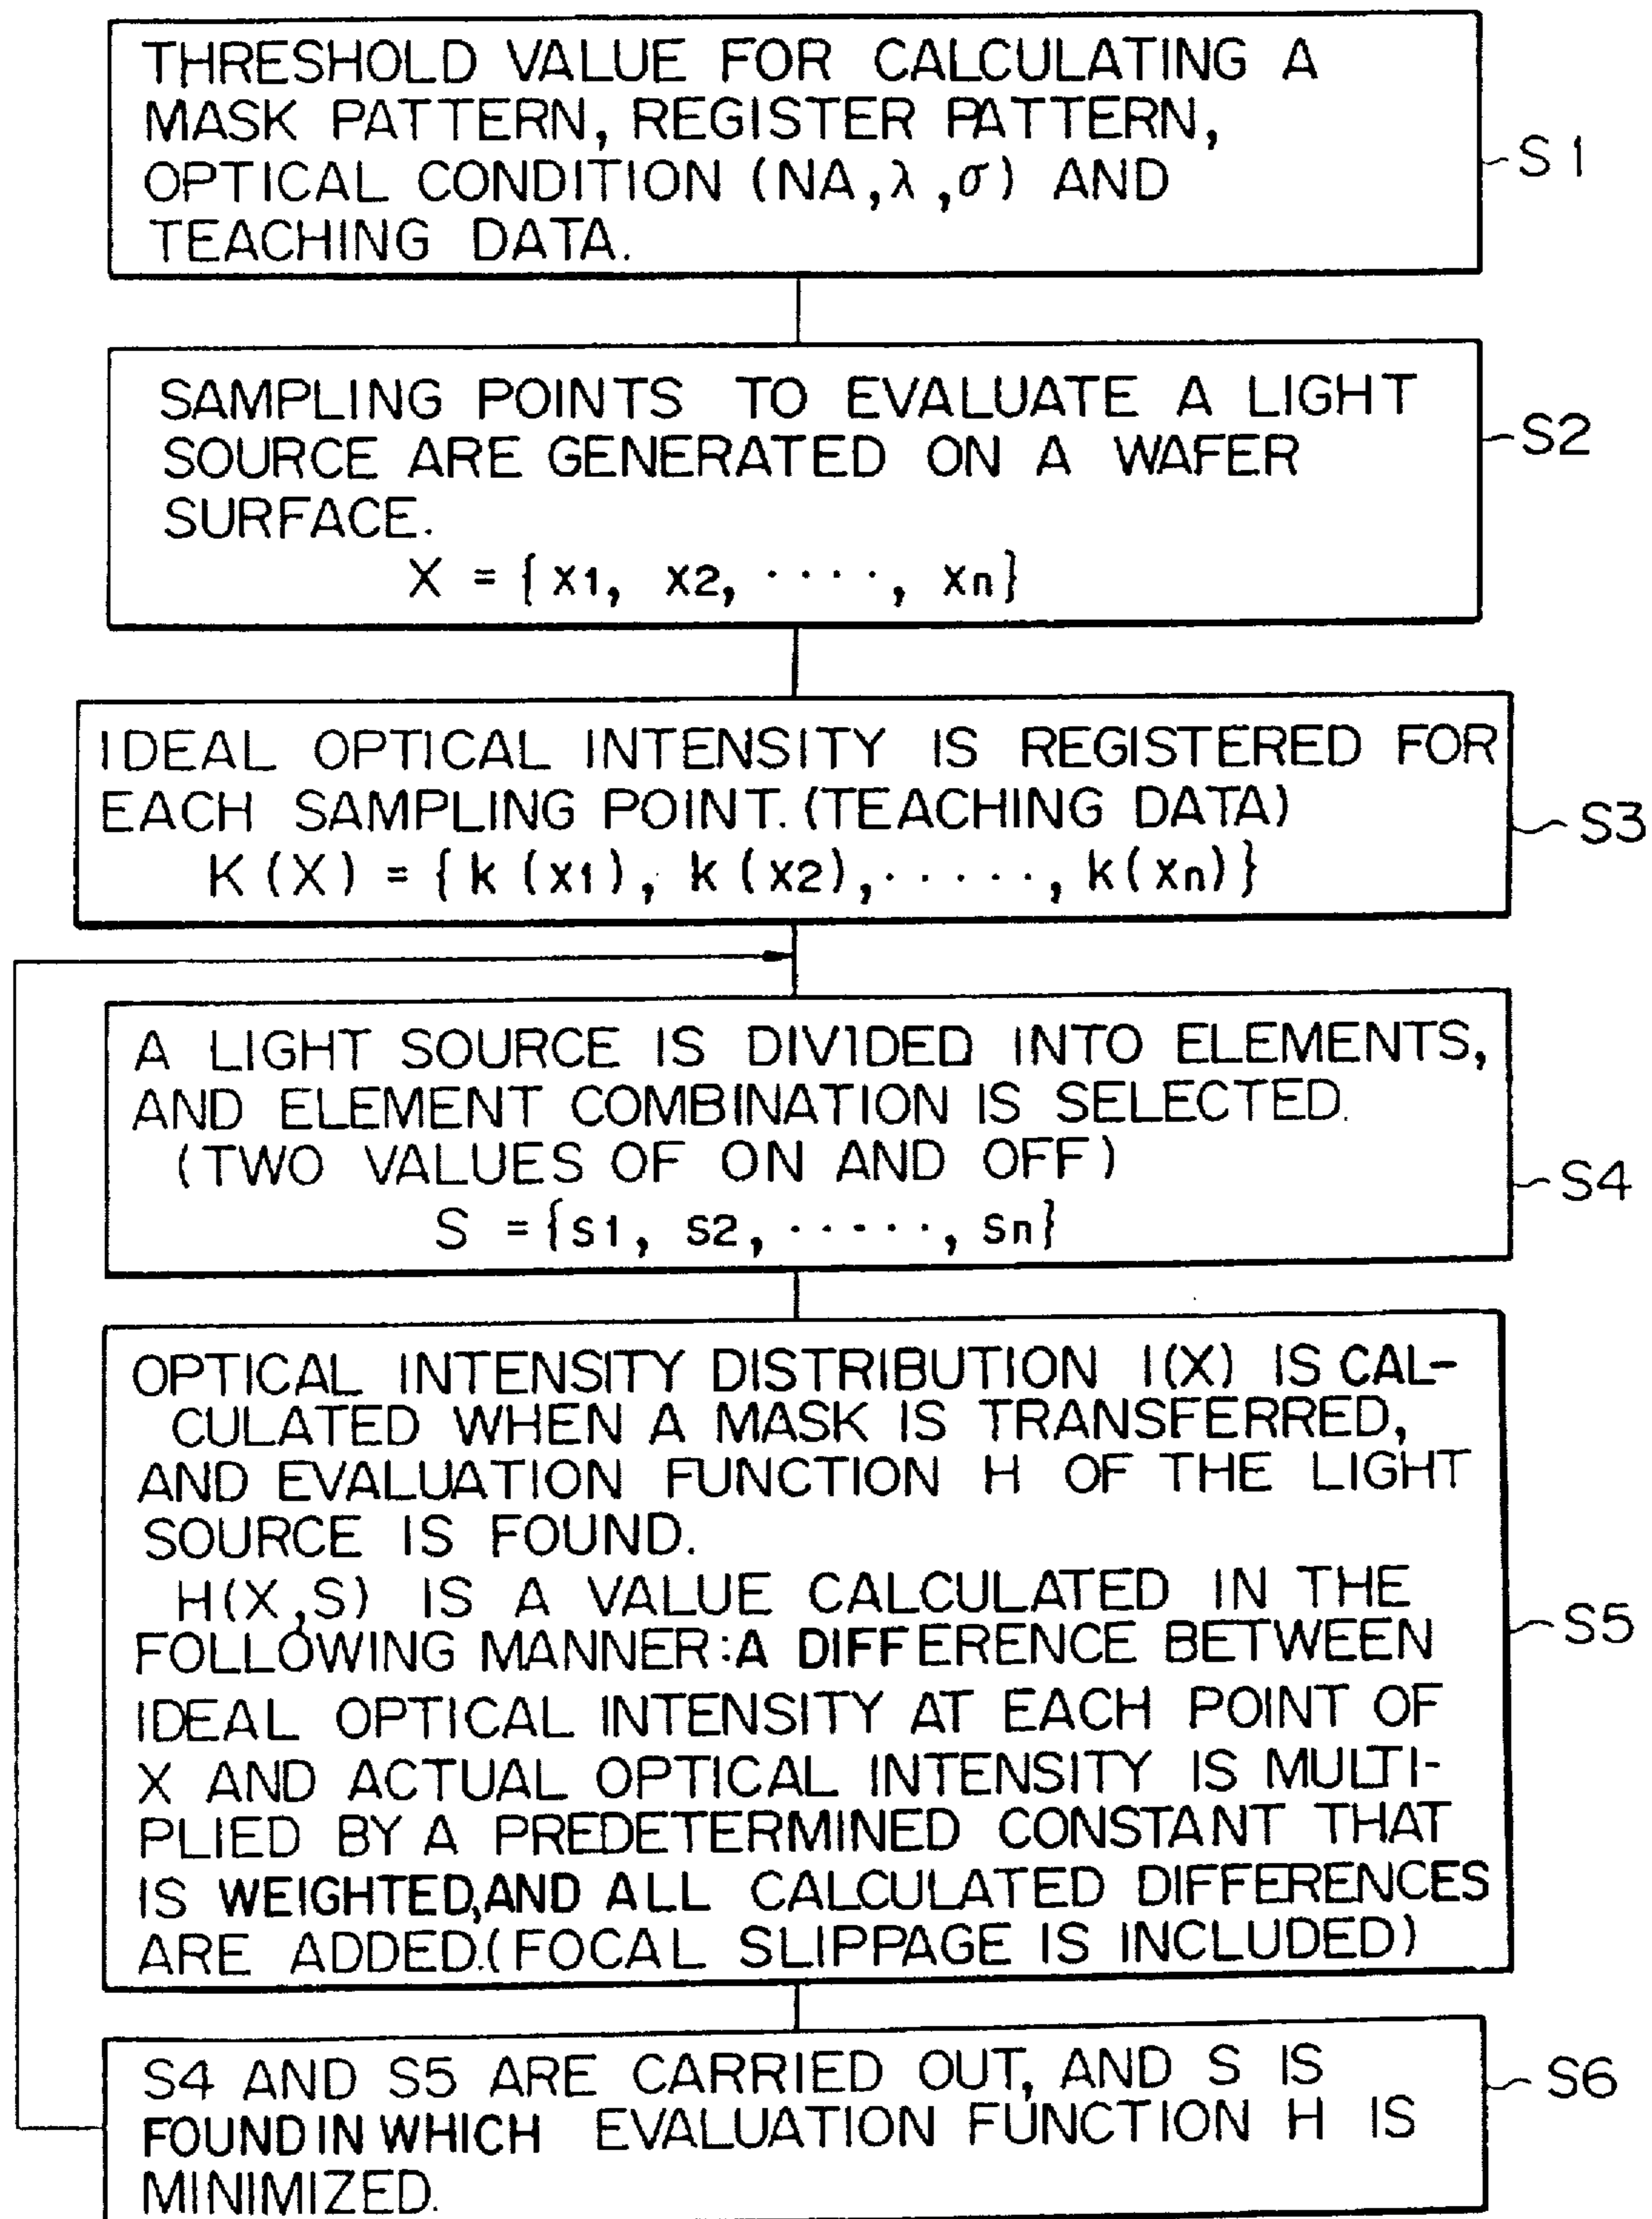 THRESHOLD VALUE FOR CALCULATING A
MASK PATTERN, REGISTER PATTERN,
OPTICAL CONDITION (NA, λ, σ) AND
TEACHING DATA.
S1
SAMPLING POINTS TO EVALUATE A LIGHT
SOURCE ARE GENERATED ON A WAFER
SURFACE.
X = {x1, x2, ····, xn}
S2
IDEAL OPTICAL INTENSITY IS REGISTERED FOR
EACH SAMPLING POINT. (TEACHING DATA)
K(X) = {k(x1), k(x2), ·····, k(xn)}
S3
A LIGHT SOURCE IS DIVIDED INTO ELEMENTS,
AND ELEMENT COMBINATION IS SELECTED.
(TWO VALUES OF ON AND OFF)
S = {s1, s2, ·····, sn}
S4
OPTICAL INTENSITY DISTRIBUTION I(X) IS CAL-
CULATED WHEN A MASK IS TRANSFERRED,
AND EVALUATION FUNCTION H OF THE LIGHT
SOURCE IS FOUND.
H(X,S) IS A VALUE CALCULATED IN THE
FOLLOWING MANNER: A DIFFERENCE BETWEEN
IDEAL OPTICAL INTENSITY AT EACH POINT OF
X AND ACTUAL OPTICAL INTENSITY IS MULTI-
PLIED BY A PREDETERMINED CONSTANT THAT
IS WEIGHTED, AND ALL CALCULATED DIFFERENCES
ARE ADDED. (FOCAL SLIPPAGE IS INCLUDED)
S5
S4 AND S5 ARE CARRIED OUT, AND S IS
FOUND IN WHICH EVALUATION FUNCTION H IS
MINIMIZED.
S6